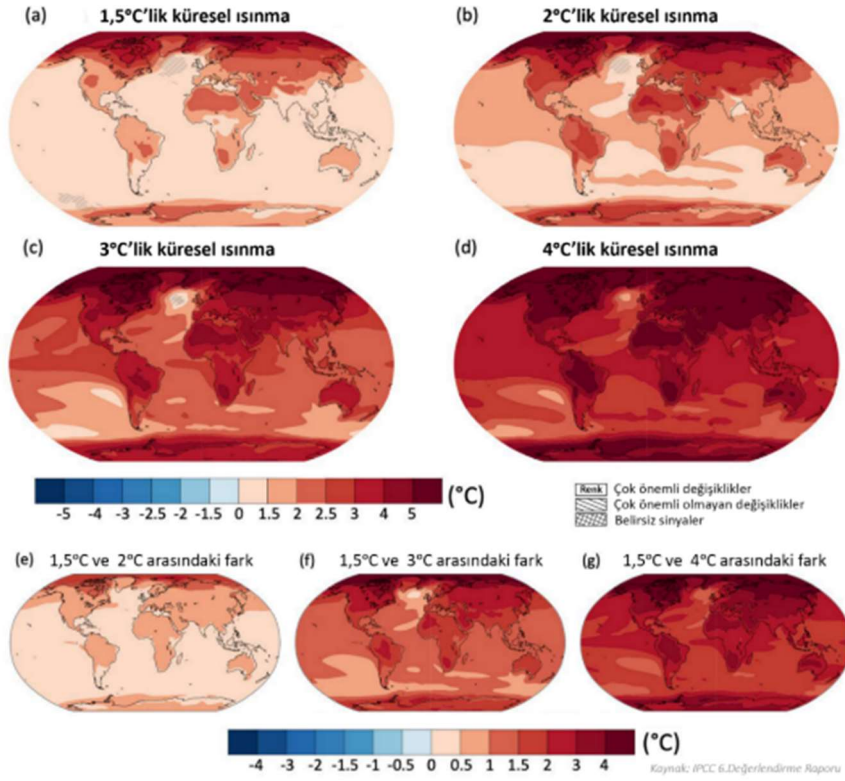 (a) 1,5°C'lik küresel ısınma
(b) 2°C'lik küresel ısınma
(c) 3°C'lik küresel ısınma
(d) 4°C'lik küresel ısınma
-5 -4 -3 -2.5 -2 -1.5 -1 0 1 1.5 2 2.5 3 4 5 (°C)
Renk Çok önemli değişiklikler
Çok önemli olmayan değişiklikler
Belirsiz sinyaler
(e) 1,5°C ve 2°C arasındaki fark
(f) 1,5°C ve 3°C arasındaki fark
(g) 1,5°C ve 4°C arasındaki fark
-4 -3 -2 -1.5 -1 -0.5 0 0.5 1 1.5 2 3 4 (°C)
Kaynak: IPCC 6.Değerlendirme Raporu